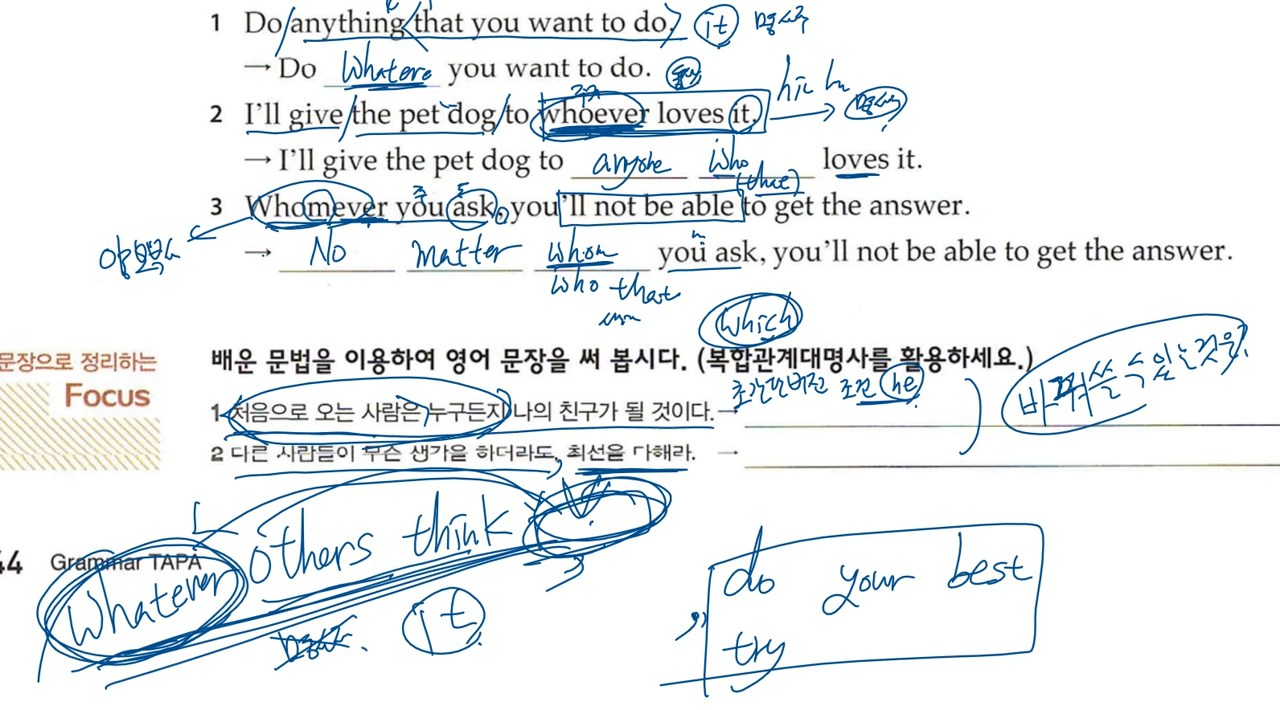 1 Do/anything that you want to do. it 명사구
→ Do Whatere you want to do.
2 I'll give/the pet dog/to whoever loves it.
→ I'll give the pet dog to anyone who loves it.
(that)
3 Whomever you ask, you'll not be able to get the answer.
→ No matter whom you ask, you'll not be able to get the answer.
who that
which
문장으로 정리하는
Focus
배운 문법을 이용하여 영어 문장을 써 봅시다. (복합관계대명사를 활용하세요.)
초간단버전 조건 he
바꿔쓸 수 있는것을?
1 처음으로 오는 사람은 누구든지 나의 친구가 될 것이다. →
2 다른 사람들이 무슨 생각을 하더라도, 최선을 다해라. →
Whatever others think
it
do your best
try
44 Grammar TAPA